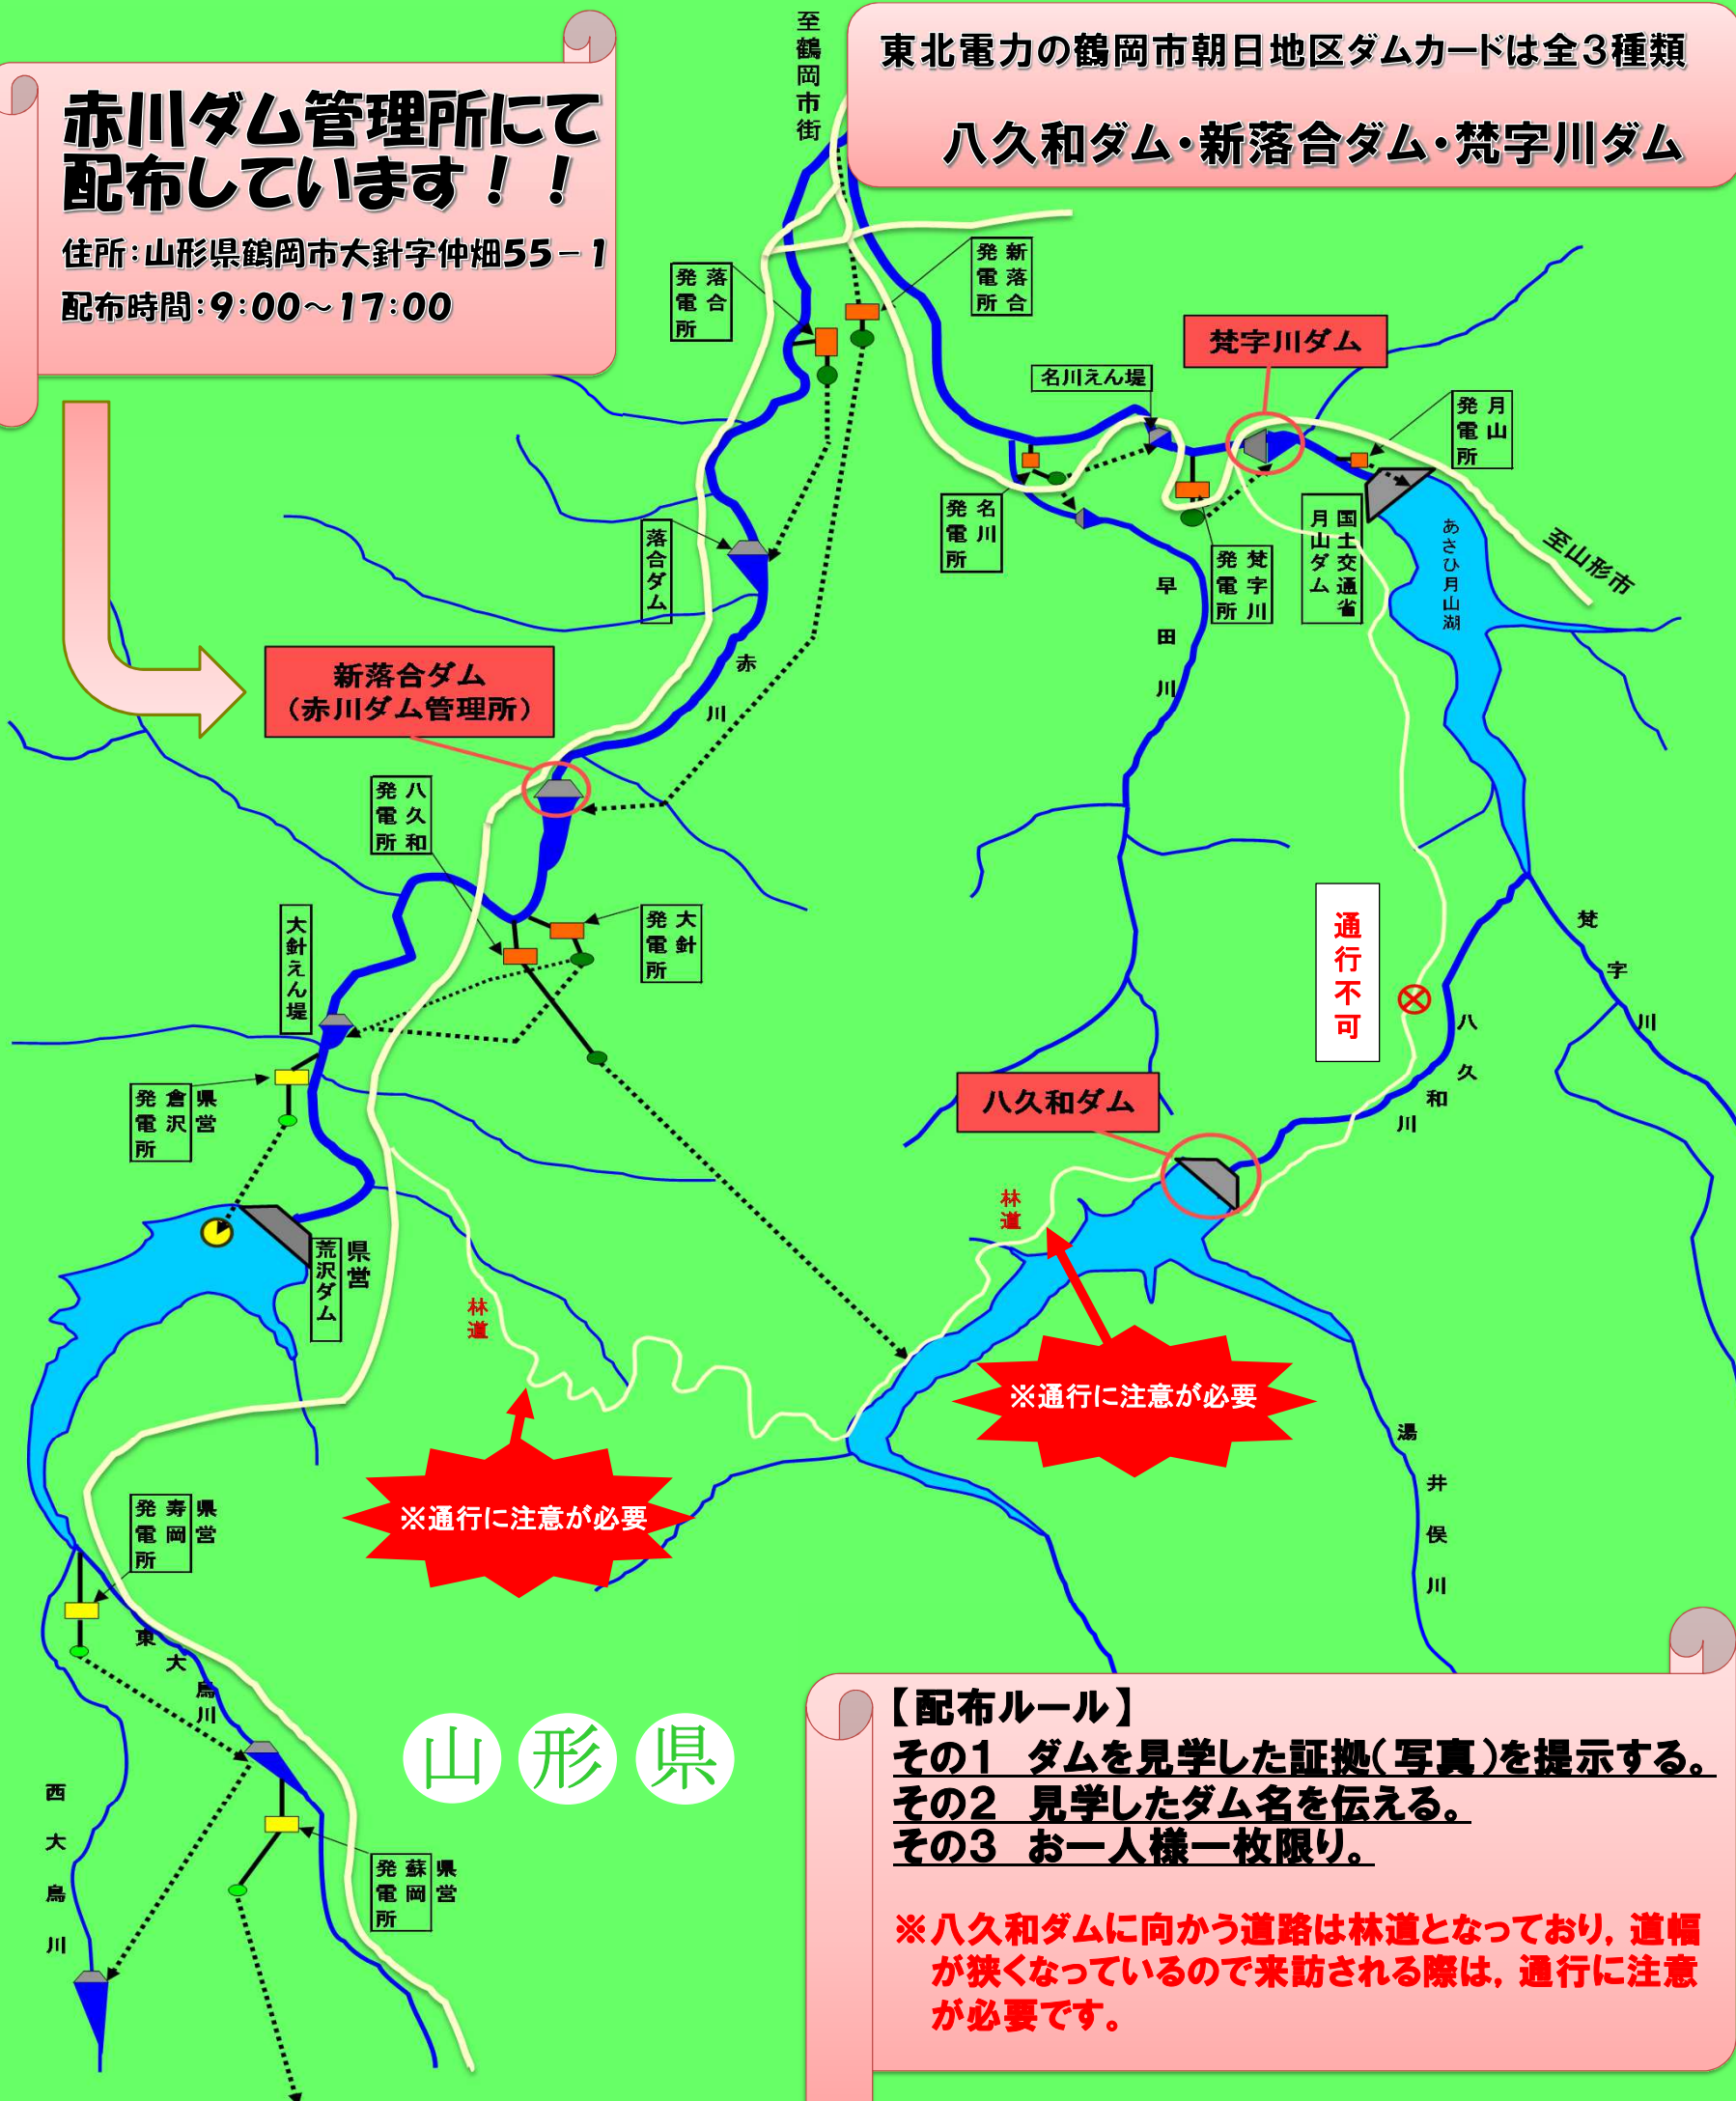 至鶴岡市街
東北電力の鶴岡市朝日地区ダムカードは全３種類
八久和ダム・新落合ダム・梵字川ダム
赤川ダム管理所にて
配布しています！！
住所：山形県鶴岡市大針字仲畑55－1
配布時間：9：00～17：00
落合発電所
新落合発電所
梵字川ダム
名川えん堤
月山発電所
名川発電所
梵字川発電所
国土交通省
月山ダム
あさひ月山湖
至山形市
落合ダム
早田川
赤川
新落合ダム
（赤川ダム管理所）
八久和発電所
大針発電所
大針えん堤
通行不可
梵字川
八久和川
八久和ダム
県営
倉沢発電所
県営
荒沢ダム
林道
林道
※通行に注意が必要
※通行に注意が必要
湯井俣川
県営
寿岡発電所
東大鳥川
西大鳥川
県営
蘇岡発電所
山形県
【配布ルール】
その１　ダムを見学した証拠（写真）を提示する。
その２　見学したダム名を伝える。
その３　お一人様一枚限り。
※八久和ダムに向かう道路は林道となっており，道幅
が狭くなっているので来訪される際は，通行に注意
が必要です。